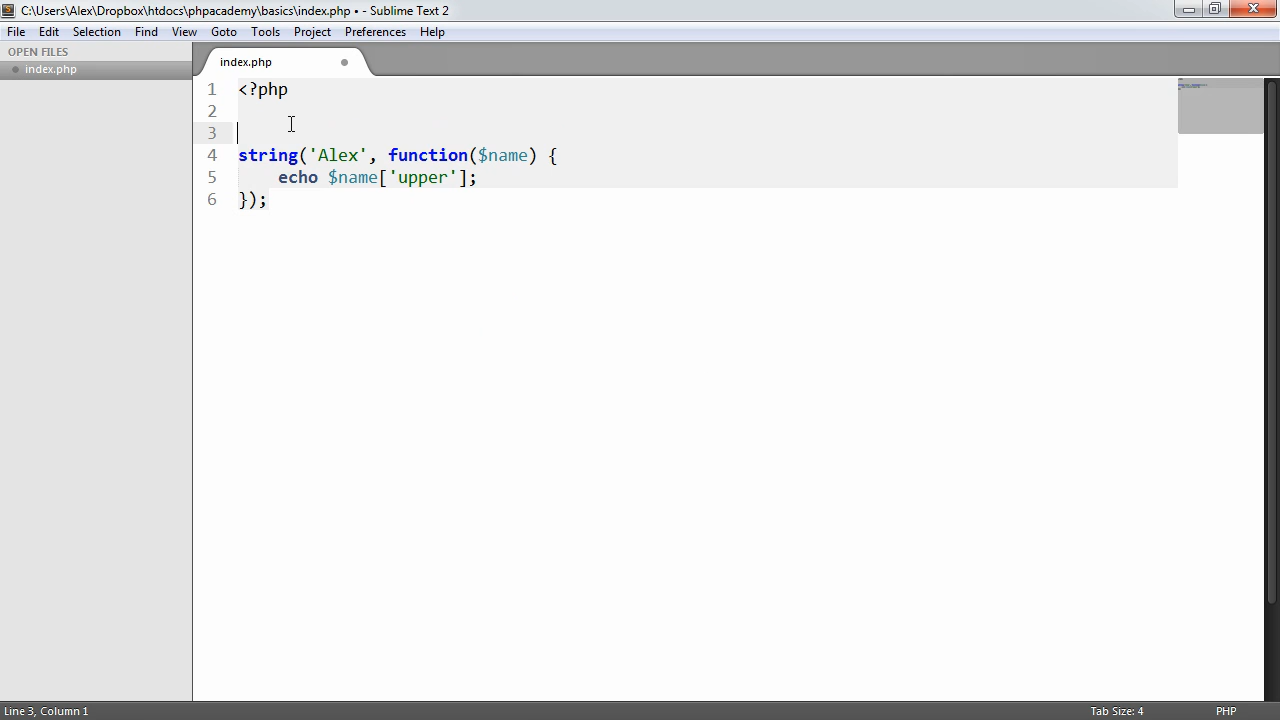 C:\Users\Alex\Dropbox\htdocs\phpacademy\basics\index.php • - Sublime Text 2
File Edit Selection Find View Goto Tools Project Preferences Help
OPEN FILES
index.php
index.php
1 <?php
2
3
4 string('Alex', function($name) {
5     echo $name['upper'];
6 });
Line 3, Column 1
Tab Size: 4
PHP